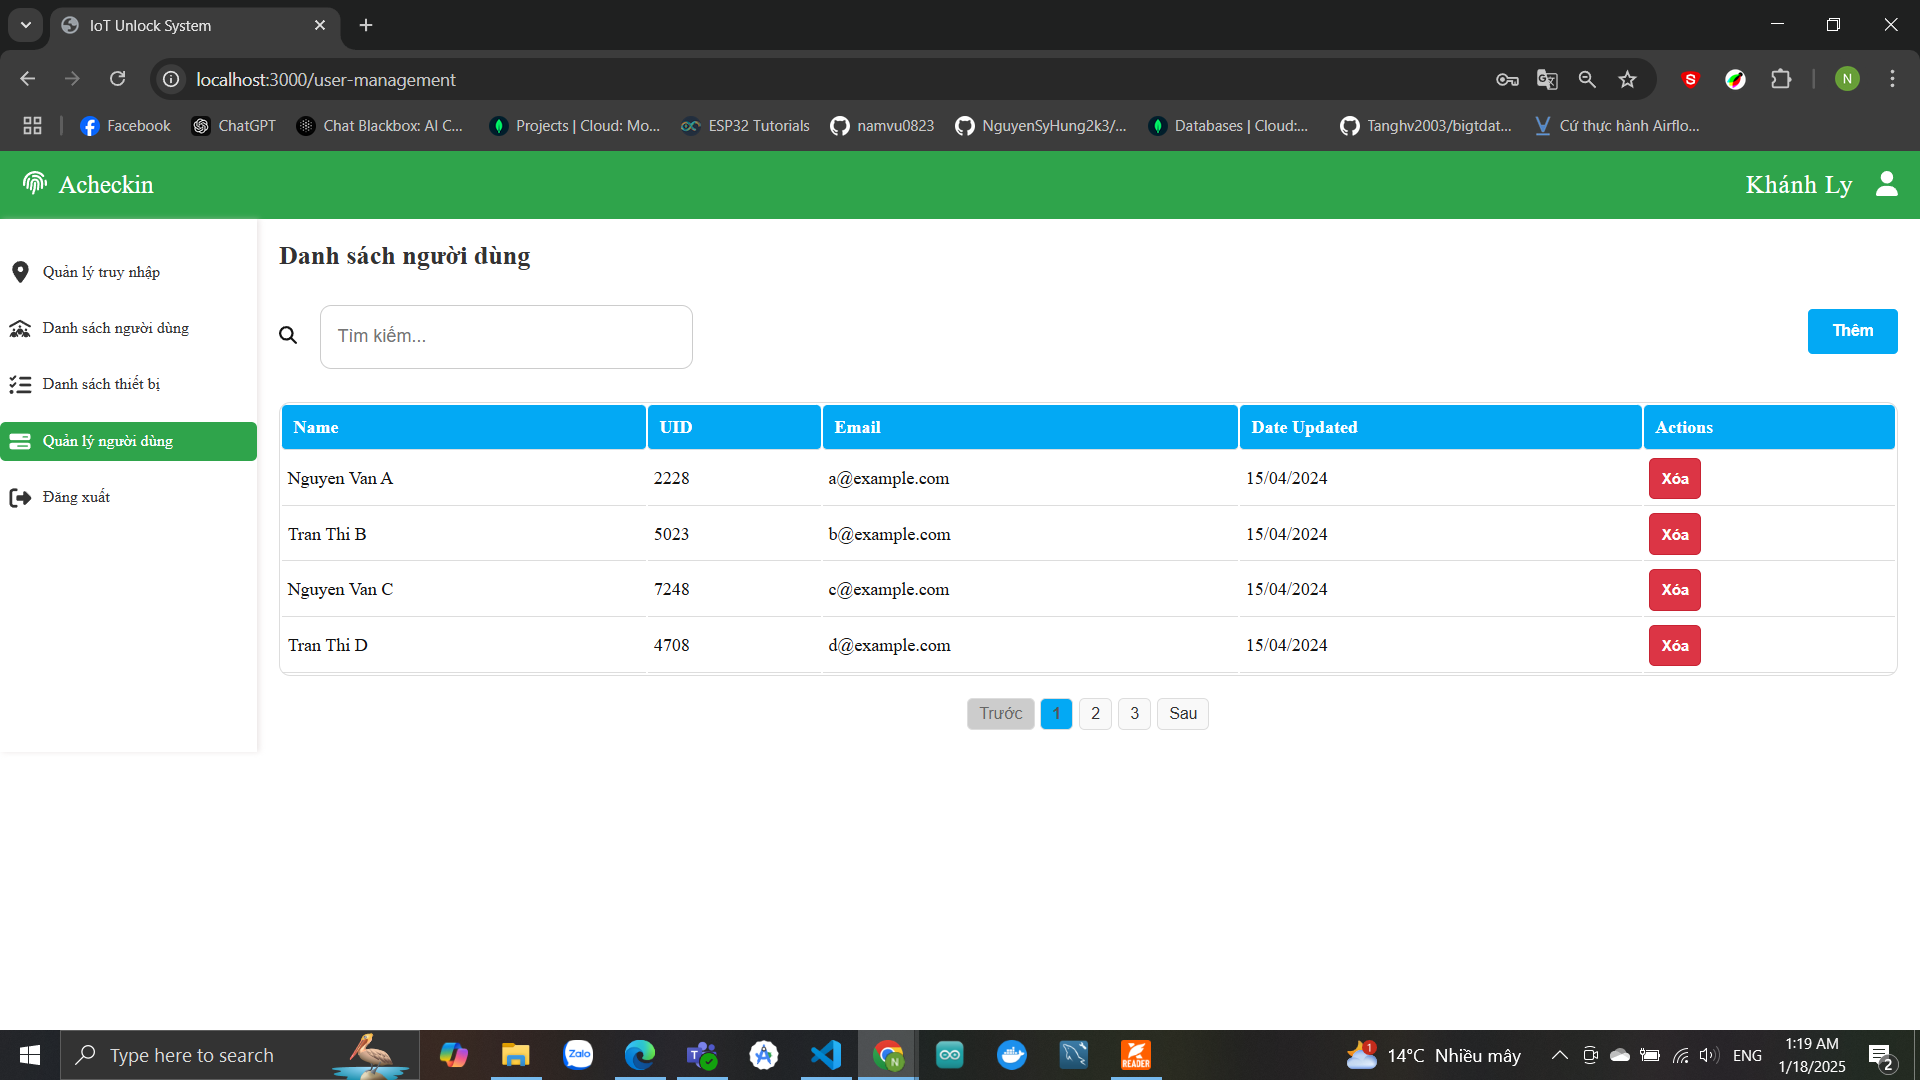 IoT Unlock System
localhost:3000/user-management
N
Facebook
ChatGPT
Chat Blackbox: AI C...
Projects | Cloud: Mo...
ESP32 Tutorials
namvu0823
NguyenSyHung2k3/...
Databases | Cloud:...
Tanghv2003/bigtdat...
Cứ thực hành Airflo...
Acheckin
Khánh Ly
Quản lý truy nhập
Danh sách người dùng
Danh sách thiết bị
Quản lý người dùng
Đăng xuất
Danh sách người dùng
Tìm kiếm...
Thêm
Name UID Email Date Updated Actions
Nguyen Van A 2228 a@example.com 15/04/2024 Xóa
Tran Thi B 5023 b@example.com 15/04/2024 Xóa
Nguyen Van C 7248 c@example.com 15/04/2024 Xóa
Tran Thi D 4708 d@example.com 15/04/2024 Xóa
Trước 1 2 3 Sau
Type here to search
Zalo
READER
1
14°C Nhiều mây
ENG
1:19 AM
1/18/2025
2